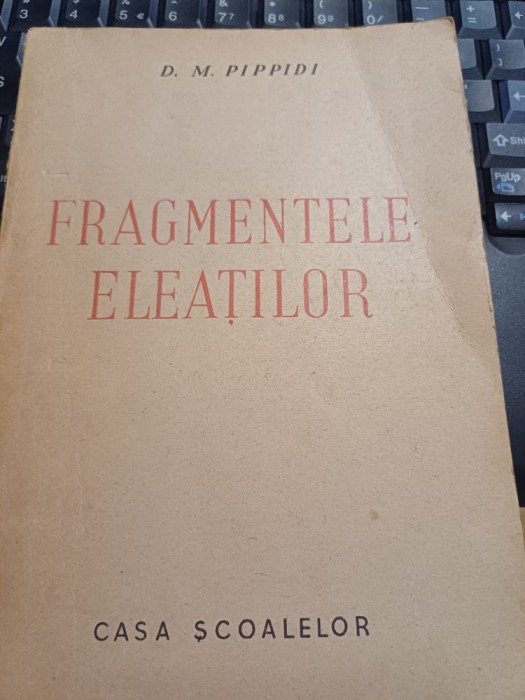 D. M. PIPPIDI
FRAGMENTELE
ELEAȚILOR
CASA ȘCOALELOR